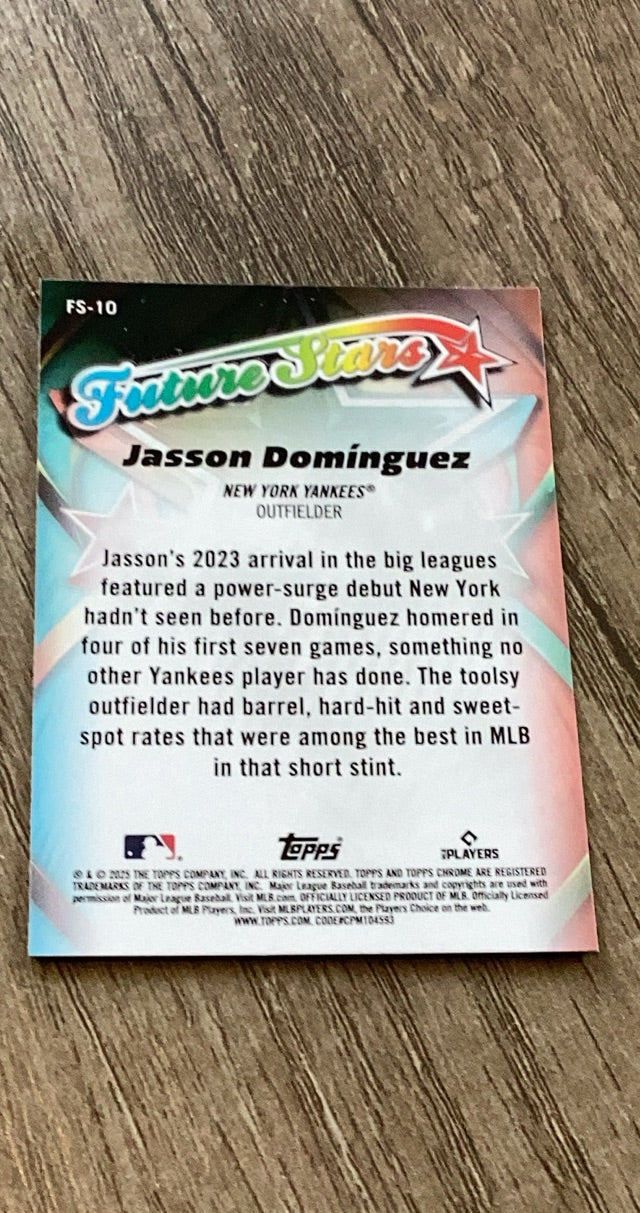 FS-10
Future Stars
Jasson Domínguez
NEW YORK YANKEES®
OUTFIELDER
Jasson's 2023 arrival in the big leagues
featured a power-surge debut New York
hadn't seen before. Domínguez homered in
four of his first seven games, something no
other Yankees player has done. The toolsy
outfielder had barrel, hard-hit and sweet-
spot rates that were among the best in MLB
in that short stint.
topps
MLBPLAYERS
® & © 2025 THE TOPPS COMPANY, INC. ALL RIGHTS RESERVED. TOPPS AND TOPPS CHROME ARE REGISTERED
TRADEMARKS OF THE TOPPS COMPANY, INC. Major League Baseball trademarks and copyrights are used with
permission of Major League Baseball. Visit MLB.com. OFFICIALLY LICENSED PRODUCT OF MLB. Officially Licensed
Product of MLB Players, Inc. Visit MLBPLAYERS.COM, the Players Choice on the web.
WWW.TOPPS.COM. CODE#CPM104593